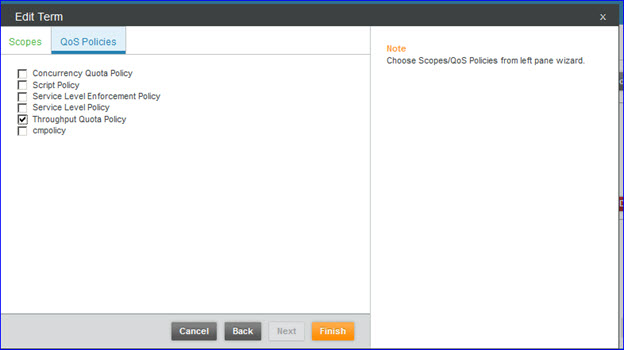 Edit Term
x
Scopes
QoS Policies
Concurrency Quota Policy
Script Policy
Service Level Enforcement Policy
Service Level Policy
Throughput Quota Policy
cmpolicy
Cancel
Back
Next
Finish
Note
Choose Scopes/QoS Policies from left pane wizard.